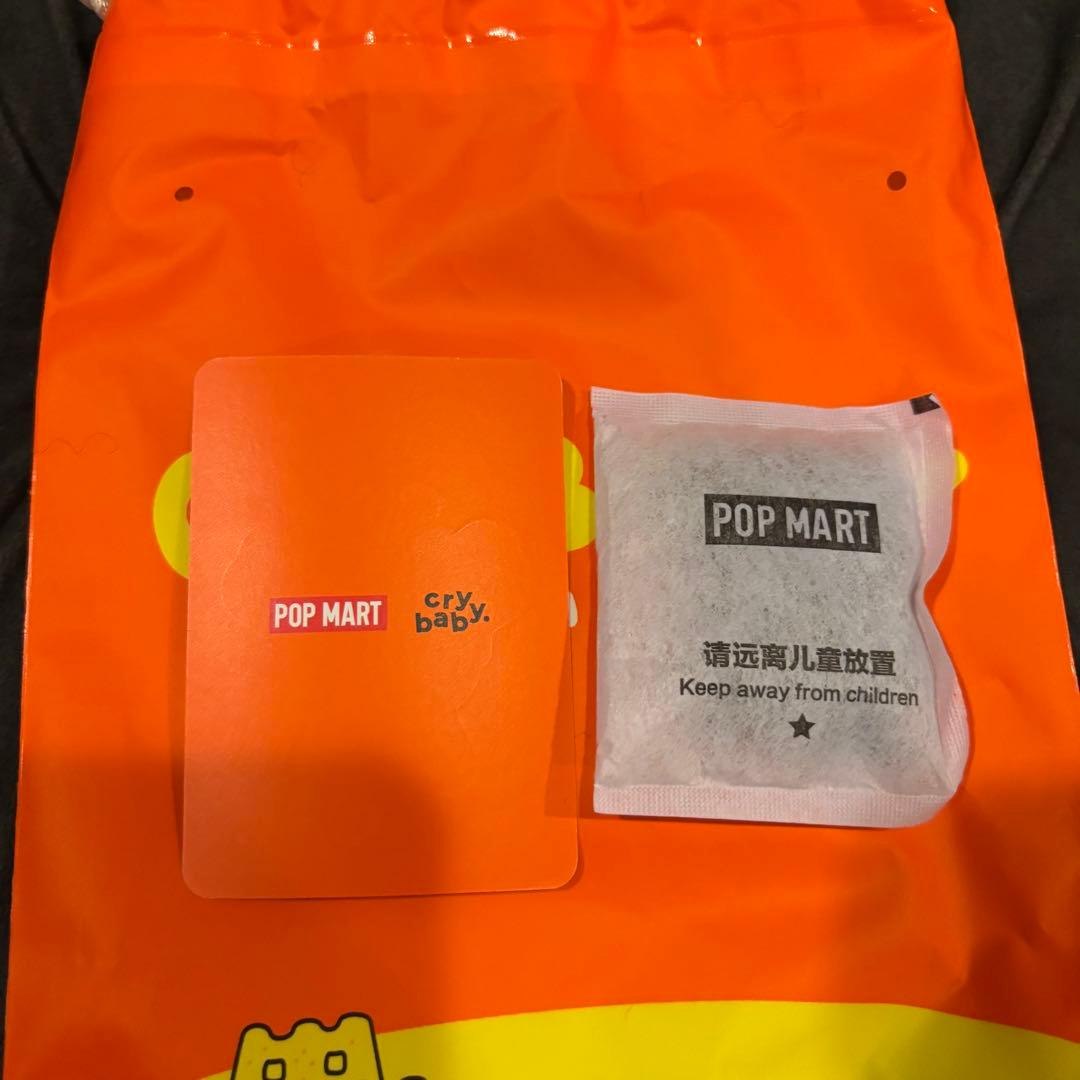 POP MART
cry
baby.
POP MART
请远离儿童放置
Keep away from children